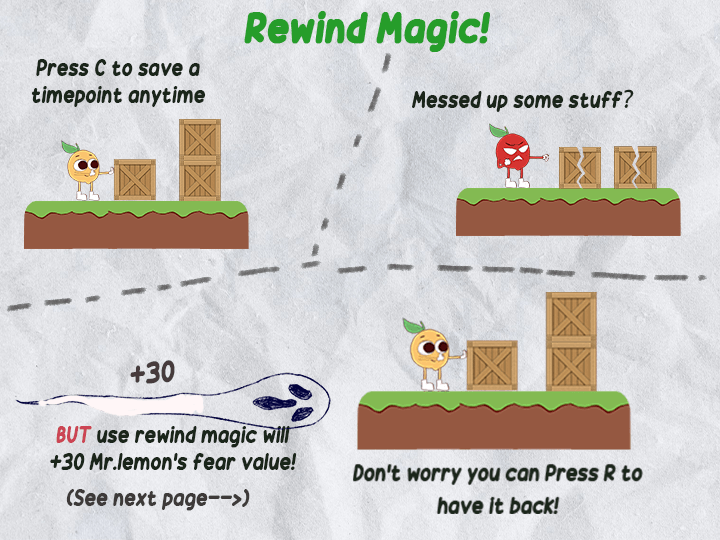 Rewind Magic!
Press C to save a
timepoint anytime
Messed up some stuff?
+30
BUT use rewind magic will
+30 Mr.lemon's fear value!
(See next page-->)
Don't worry you can Press R to
have it back!